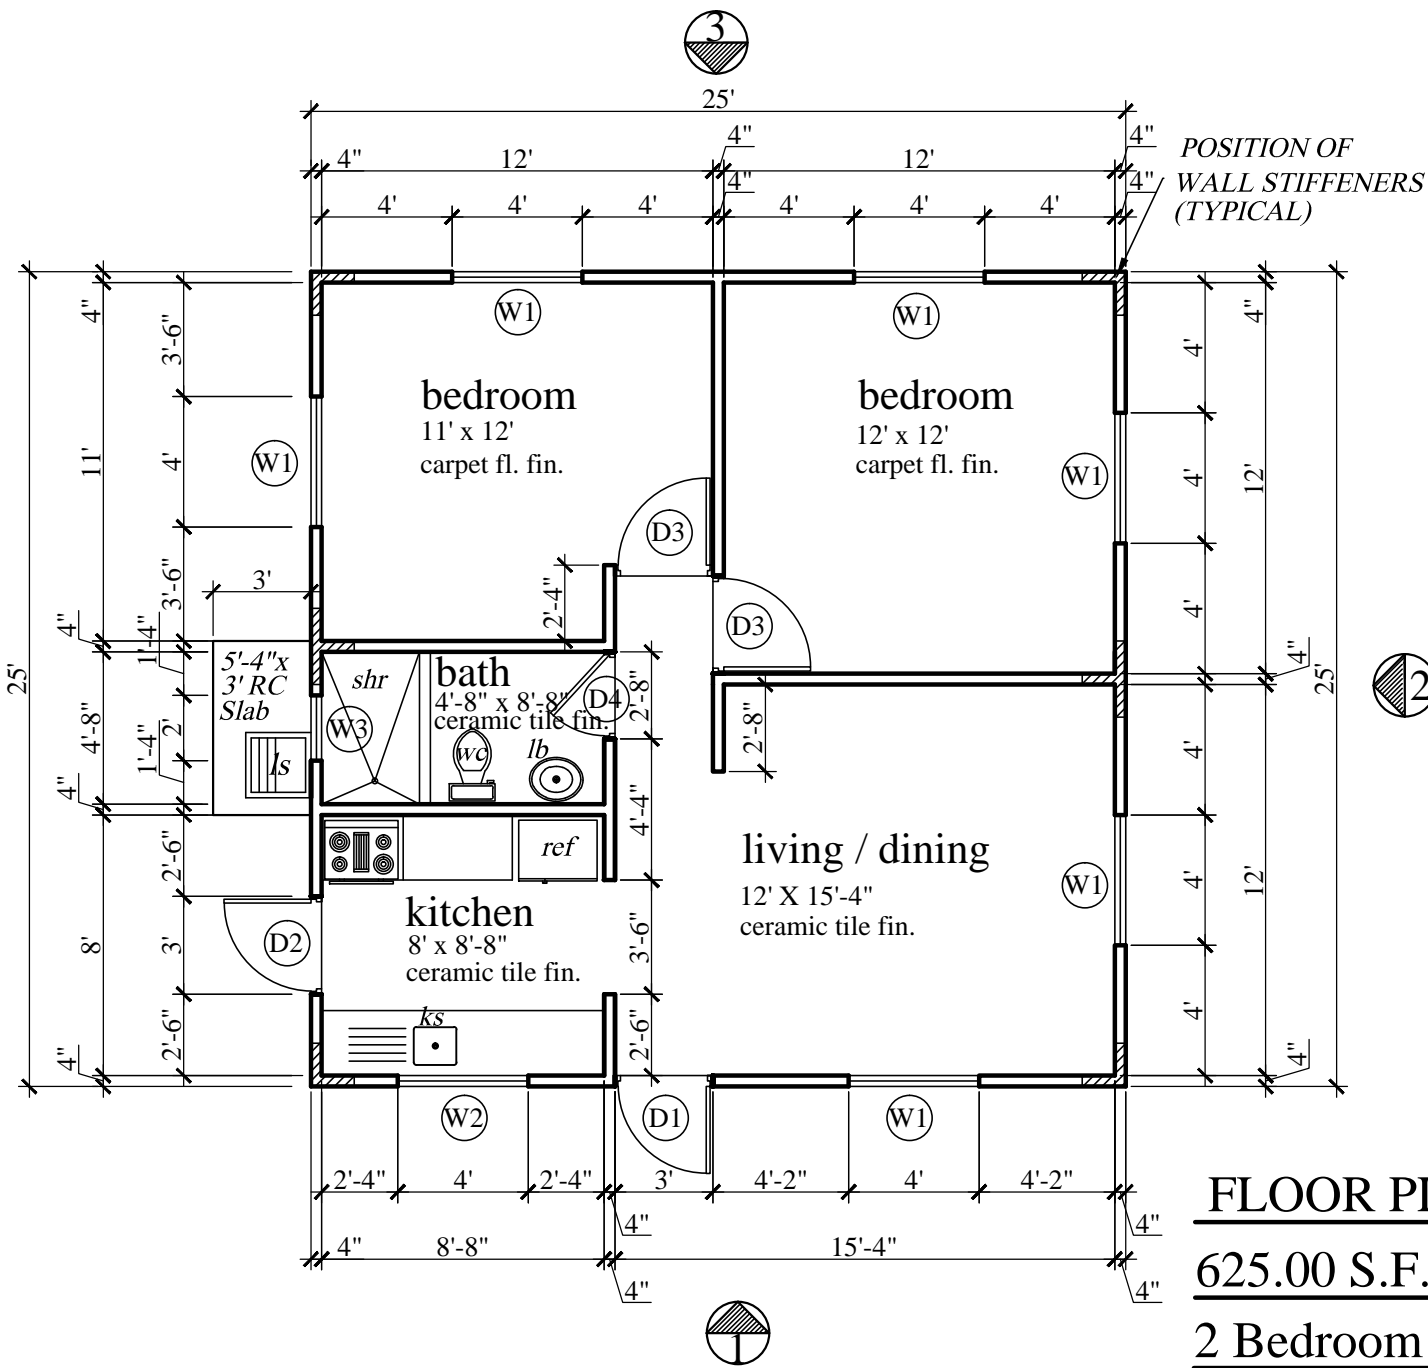 3
25'
4"
4"
4"
12'
12'
4"
4"
POSITION OF
WALL STIFFENERS
(TYPICAL)
4'
4'
4'
4'
4'
4'
W1
W1
4"
3'-6"
4"
4'
bedroom
11' x 12'
carpet fl. fin.
bedroom
12' x 12'
carpet fl. fin.
11'
4'
W1
W1
4'
12'
D3
3'
3'-6"
2'-4"
D3
4'
4"
1'-4"
4"
25'
25'
5'-4"x
3' RC
Slab
shr
bath
4'-8" x 8'-8"
ceramic tile fin.
D4
2'-8"
2
4'-8"
2'
W3
wc
lb
2'-8"
4'
1'-4"
ls
4"
2'-6"
4'-4"
ref
living / dining
12' X 15'-4"
ceramic tile fin.
W1
4'
12'
kitchen
8' x 8'-8"
ceramic tile fin.
D2
8'
3'
3'-6"
ks
4'
2'-6"
2'-6"
4"
4"
W2
D1
W1
2'-4"
4'
2'-4"
3'
4'-2"
4'
4'-2"
4"
4"
4"
8'-8"
15'-4"
4"
4"
1
FLOOR
625.00 S.F.
2 Bedroom